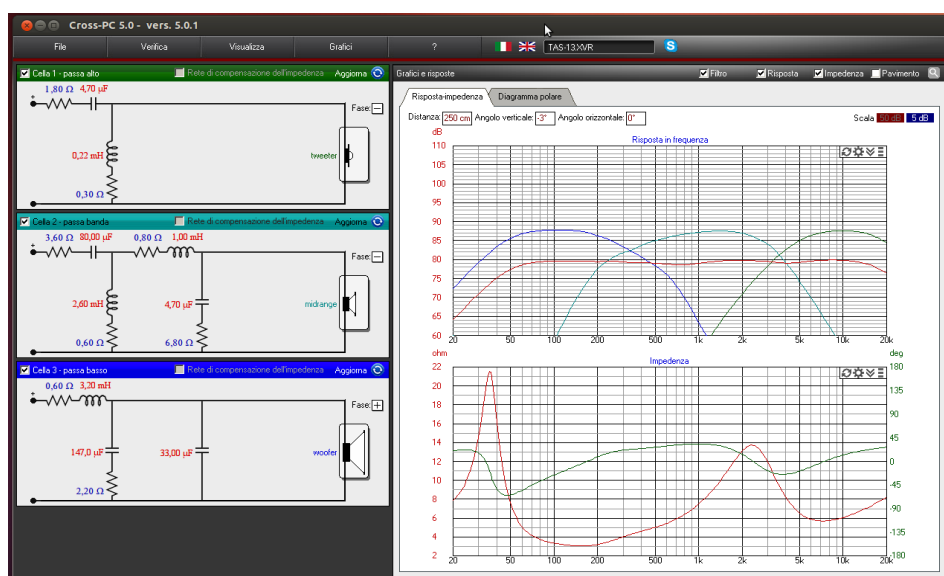 Cross-PC 5.0 - vers. 5.0.1
File Verifica Visualizza Grafici ? TAS-13.XVR S
Cella 1 - passa alto Rete di compensazione dell'impedenza Aggiorna
1,80 Ω 4,70 µF
Fase:
0,22 mH
tweeter
0,30 Ω
Cella 2 - passa banda Rete di compensazione dell'impedenza Aggiorna
3,60 Ω 80,00 µF 0,80 Ω 1,00 mH
Fase:
2,60 mH 4,70 µF
midrange
0,60 Ω 6,80 Ω
Cella 3 - passa basso Rete di compensazione dell'impedenza Aggiorna
0,60 Ω 3,20 mH
Fase:
147,0 µF 33,00 µF
woofer
2,20 Ω
Grafici e risposte Filtro Risposta Impedenza Pavimento
Risposta-impedenza Diagramma polare
Distanza: 250 cm Angolo verticale: -3° Angolo orizzontale: 0° Scala 50 dB 5 dB
dB
Risposta in frequenza
110
105
100
95
90
85
80
75
70
65
60
20 50 100 200 500 1k 2k 5k 10k 20k
ohm Impedenza deg
22 180
20 135
18
16 90
14 45
12 0
10 -45
8 -90
6
4 -135
2 -180
20 50 100 200 500 1k 2k 5k 10k 20k